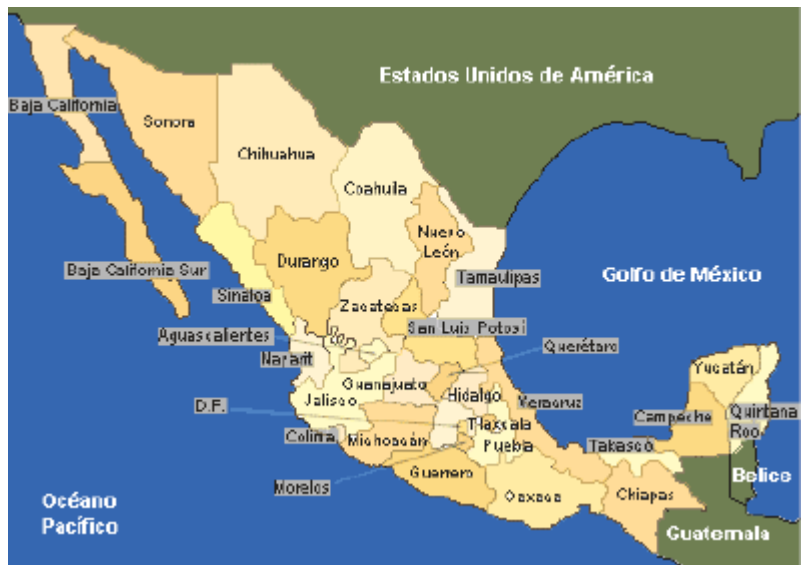 Estados Unidos de América
Baja California
Sonora
Chihuahua
Coahuila
Nuevo
León
Durango
Baja California Sur
Sinaloa
Tamaulipas
Golfo de México
Zacatecas
San Luis Potosí
Aguascalientes
Querétaro
Nayarit
Yucatán
Guanajuato
Hidalgo
Jalisco
Veracruz
D.F.
Campeche
Quintana
Roo
Tlaxcala
Colima
Michoacán
Puebla
Tabasco
Guerrero
Belice
Morelos
Oaxaca
Chiapas
Océano
Pacífico
Guatemala